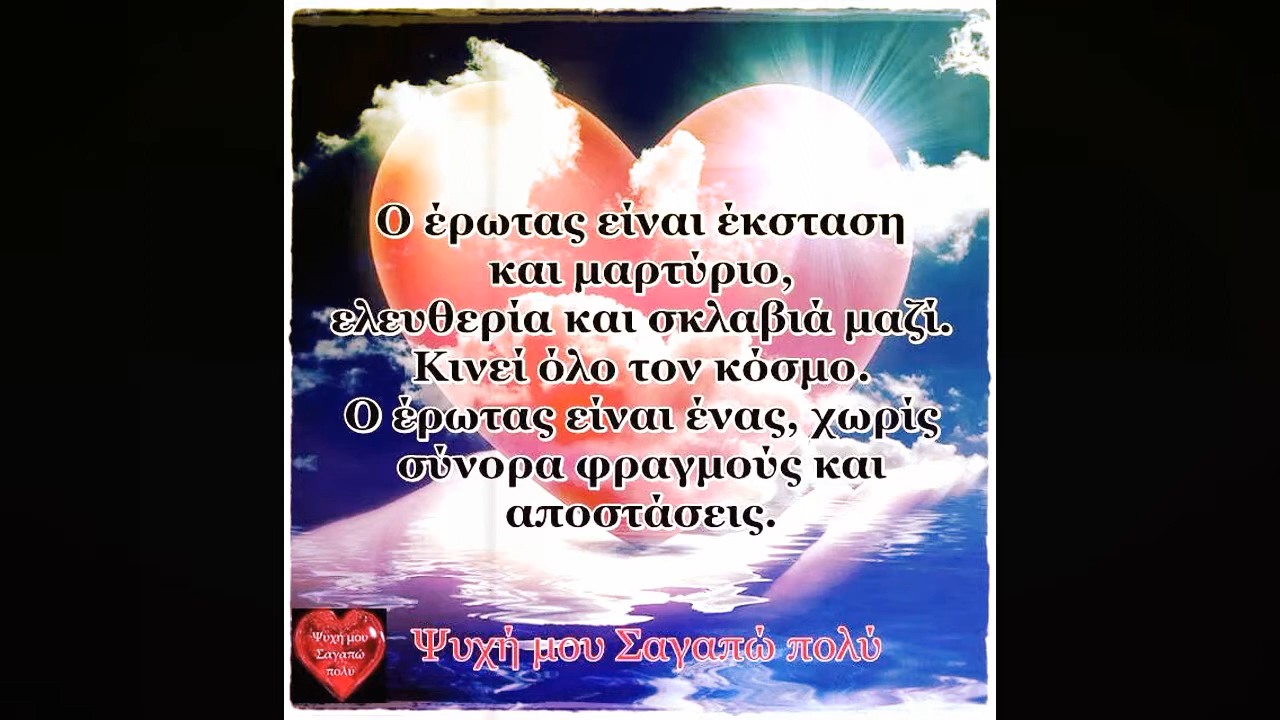 Ο έρωτας είναι έκσταση
και μαρτύριο,
ελευθερία και σκλαβιά μαζί.
Κινεί όλο τον κόσμο.
Ο έρωτας είναι ένας, χωρίς
σύνορα φραγμούς και
αποστάσεις.
Ψυχή μου
Σαγαπώ
πολύ
Ψυχή μου Σαγαπώ πολύ